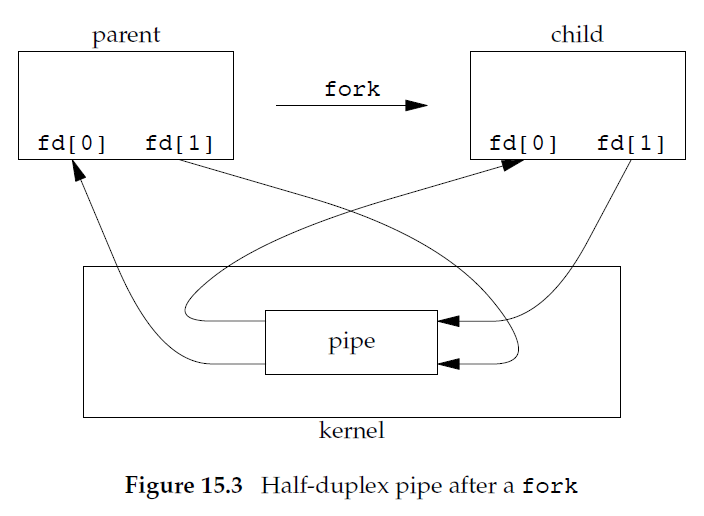 parent
child
fork
fd[0] fd[1]
fd[0] fd[1]
pipe
kernel
Figure 15.3 Half-duplex pipe after a fork